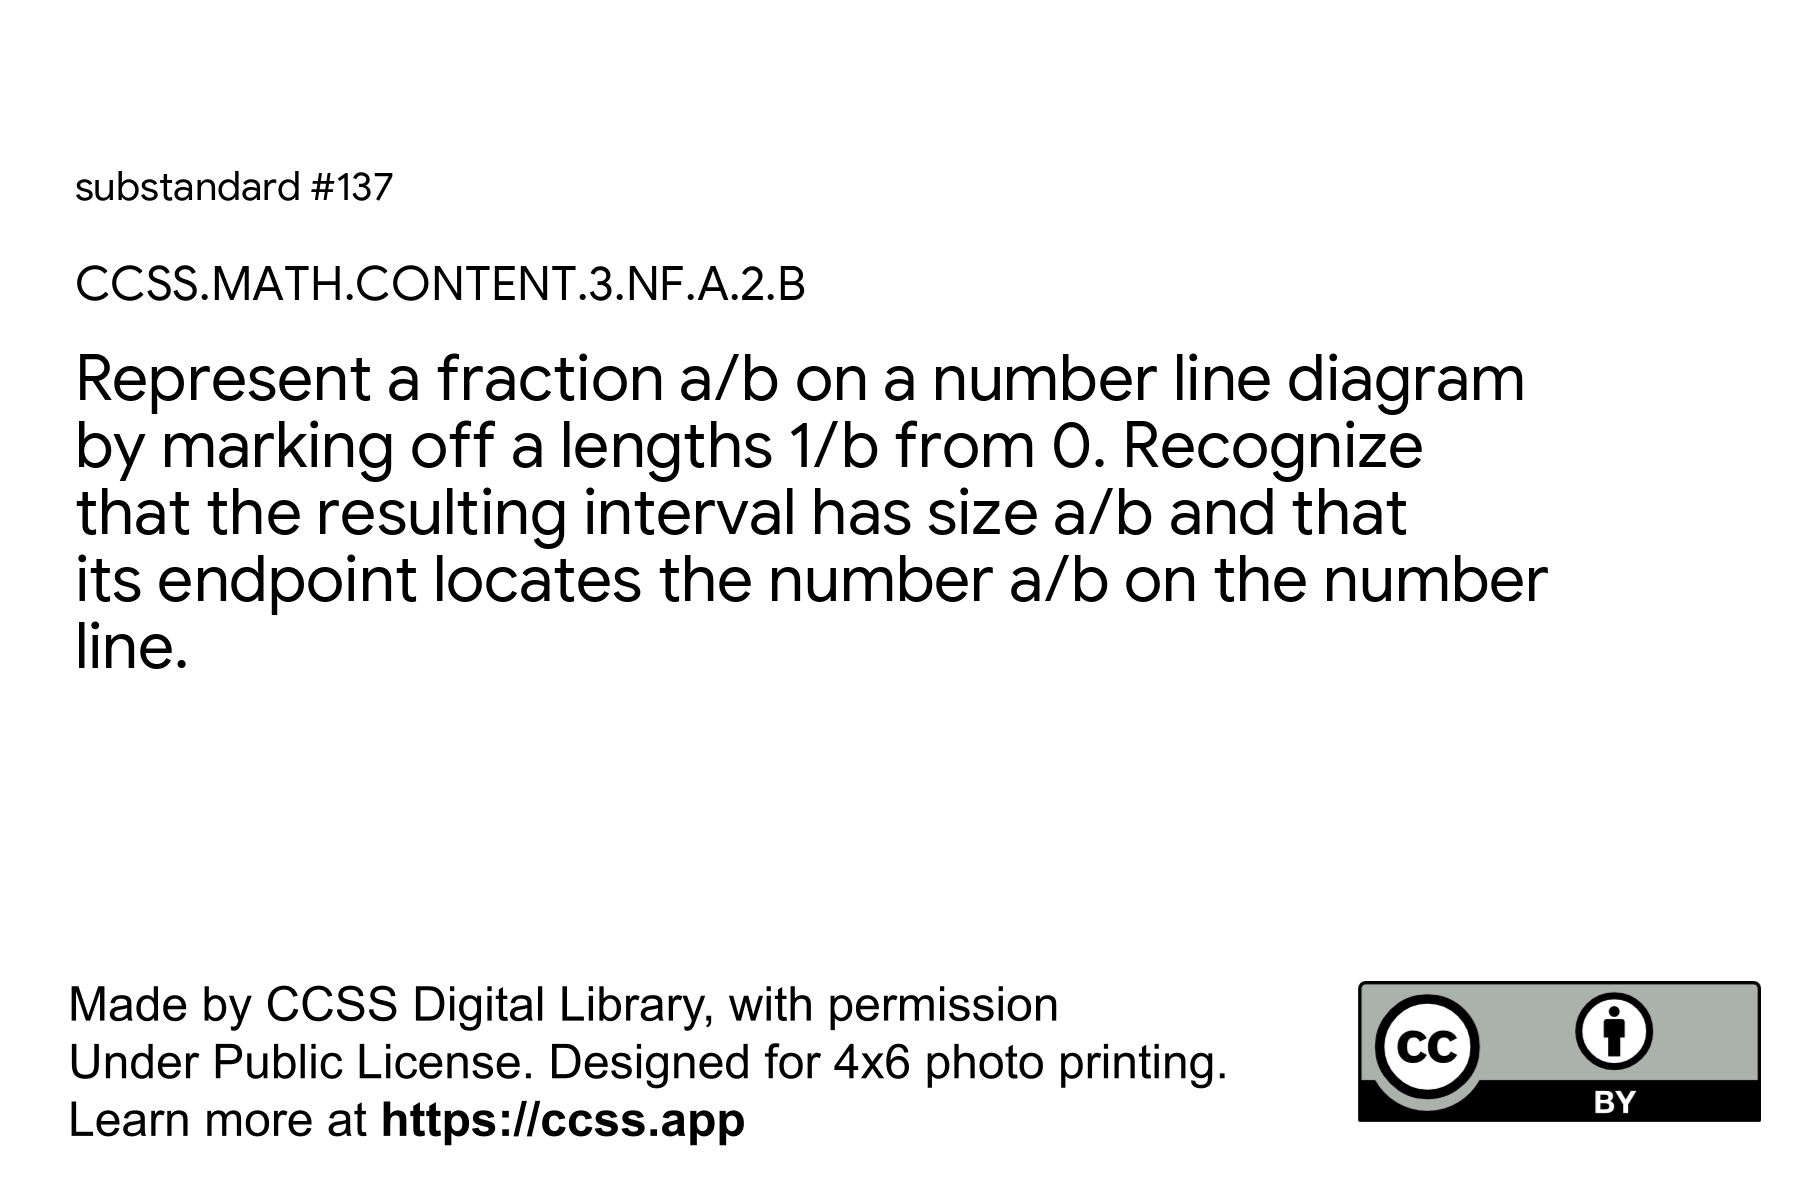 substandard #137
CCSS.MATH.CONTENT.3.NF.A.2.B
Represent a fraction a/b on a number line diagram
by marking off a lengths 1/b from 0. Recognize
that the resulting interval has size a/b and that
its endpoint locates the number a/b on the number
line.
Made by CCSS Digital Library, with permission
Under Public License. Designed for 4x6 photo printing.
Learn more at https://ccss.app
cc
BY